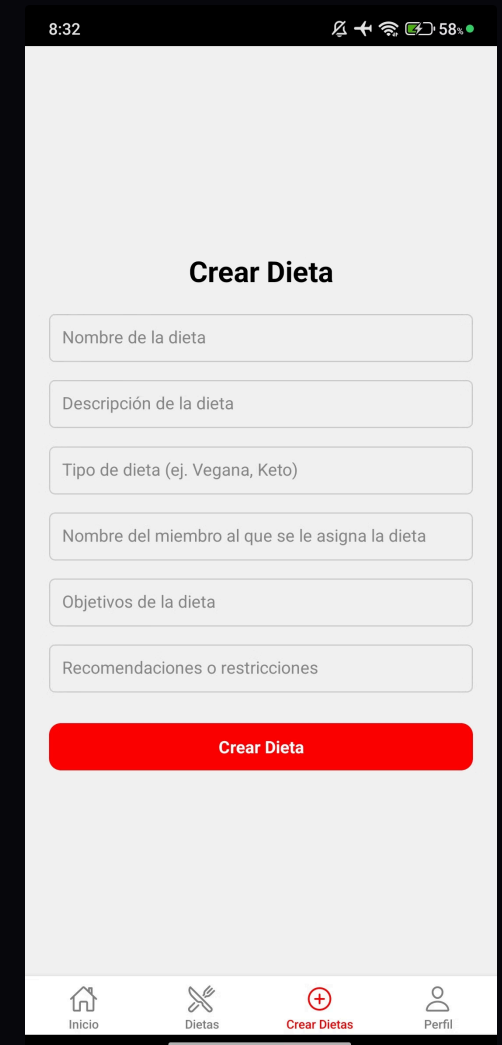 8:32
58%
Crear Dieta
Nombre de la dieta
Descripción de la dieta
Tipo de dieta (ej. Vegana, Keto)
Nombre del miembro al que se le asigna la dieta
Objetivos de la dieta
Recomendaciones o restricciones
Crear Dieta
Inicio
Dietas
Crear Dietas
Perfil